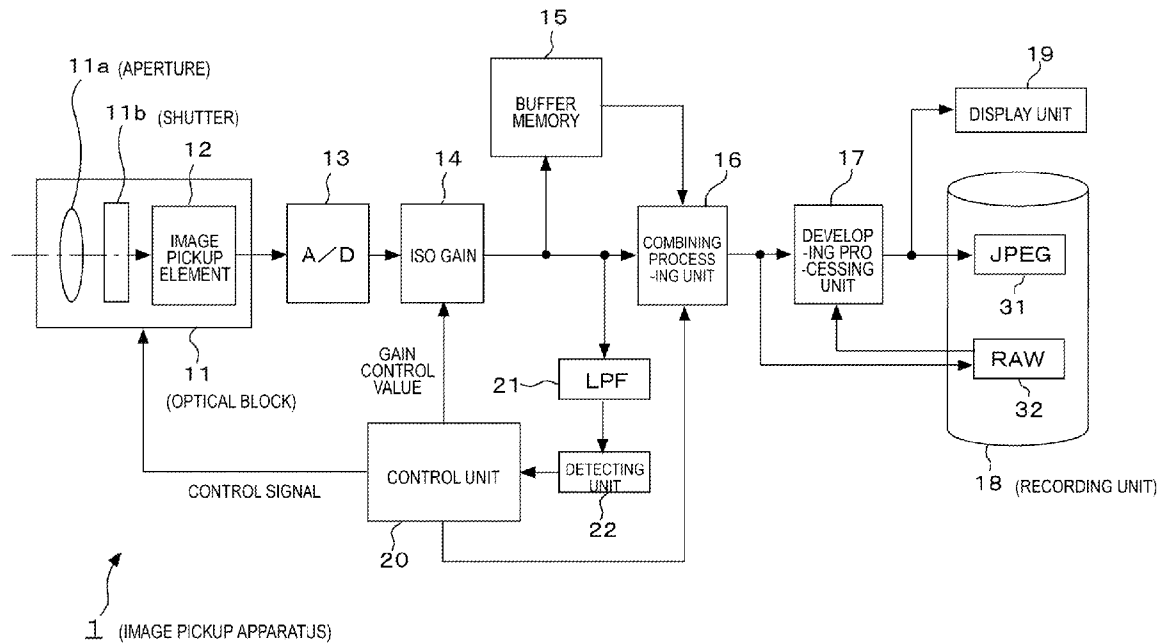 15
11a (APERTURE)
19
BUFFER
MEMORY
DISPLAY UNIT
11b (SHUTTER)
12
13
14
16
17
IMAGE
PICKUP
ELEMENT
A/D
ISO GAIN
COMBINING
PROCESS
-ING UNIT
DEVELOP
-ING PRO
-CESSING
UNIT
JPEG
31
GAIN
CONTROL
VALUE
21
LPF
RAW
32
11
(OPTICAL BLOCK)
CONTROL UNIT
DETECTING
UNIT
CONTROL SIGNAL
22
18 (RECORDING UNIT)
20
1 (IMAGE PICKUP APPARATUS)